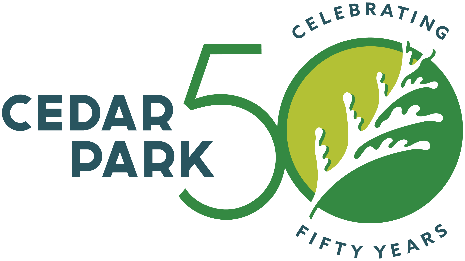 CEDAR
PARK
50
CELEBRATING
FIFTY YEARS